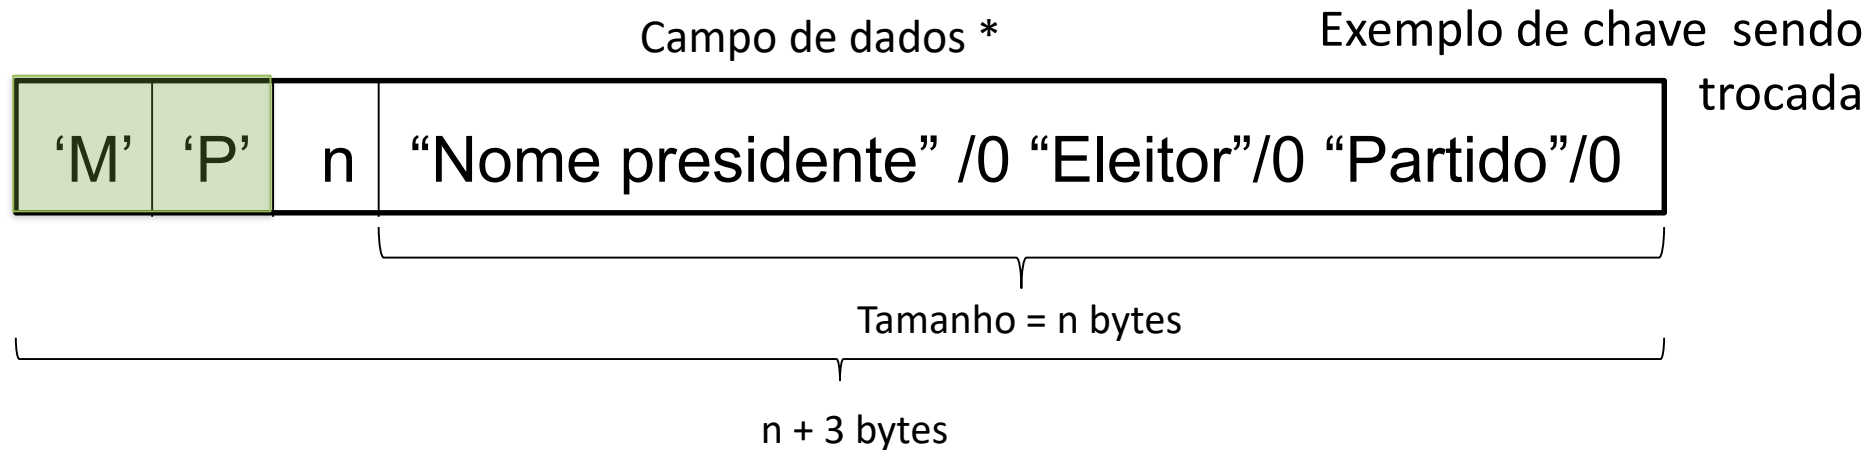 Campo de dados *
Exemplo de chave sendo
trocada
‘M’ ‘P’ n “Nome presidente” /0 “Eleitor”/0 “Partido”/0
Tamanho = n bytes
n + 3 bytes